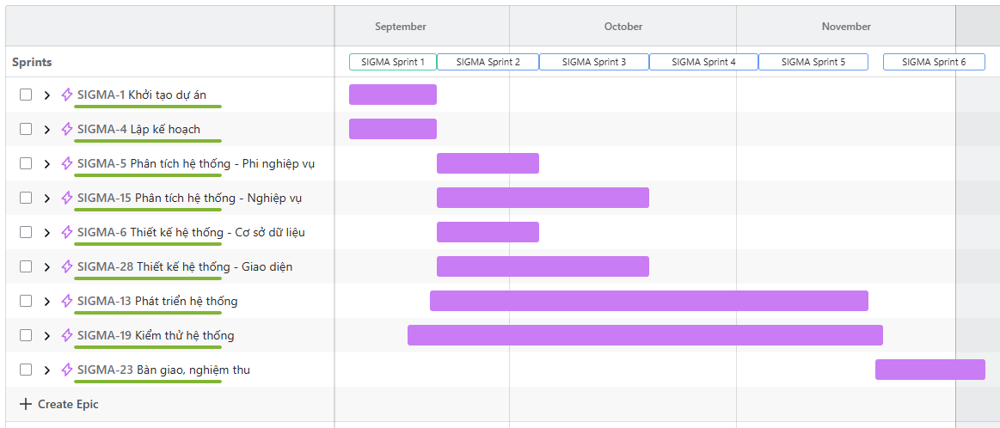 September October November
Sprints SIGMA Sprint 1 SIGMA Sprint 2 SIGMA Sprint 3 SIGMA Sprint 4 SIGMA Sprint 5 SIGMA Sprint 6
SIGMA-1 Khởi tạo dự án
SIGMA-4 Lập kế hoạch
SIGMA-5 Phân tích hệ thống - Phi nghiệp vụ
SIGMA-15 Phân tích hệ thống - Nghiệp vụ
SIGMA-6 Thiết kế hệ thống - Cơ sở dữ liệu
SIGMA-28 Thiết kế hệ thống - Giao diện
SIGMA-13 Phát triển hệ thống
SIGMA-19 Kiểm thử hệ thống
SIGMA-23 Bàn giao, nghiệm thu
Create Epic